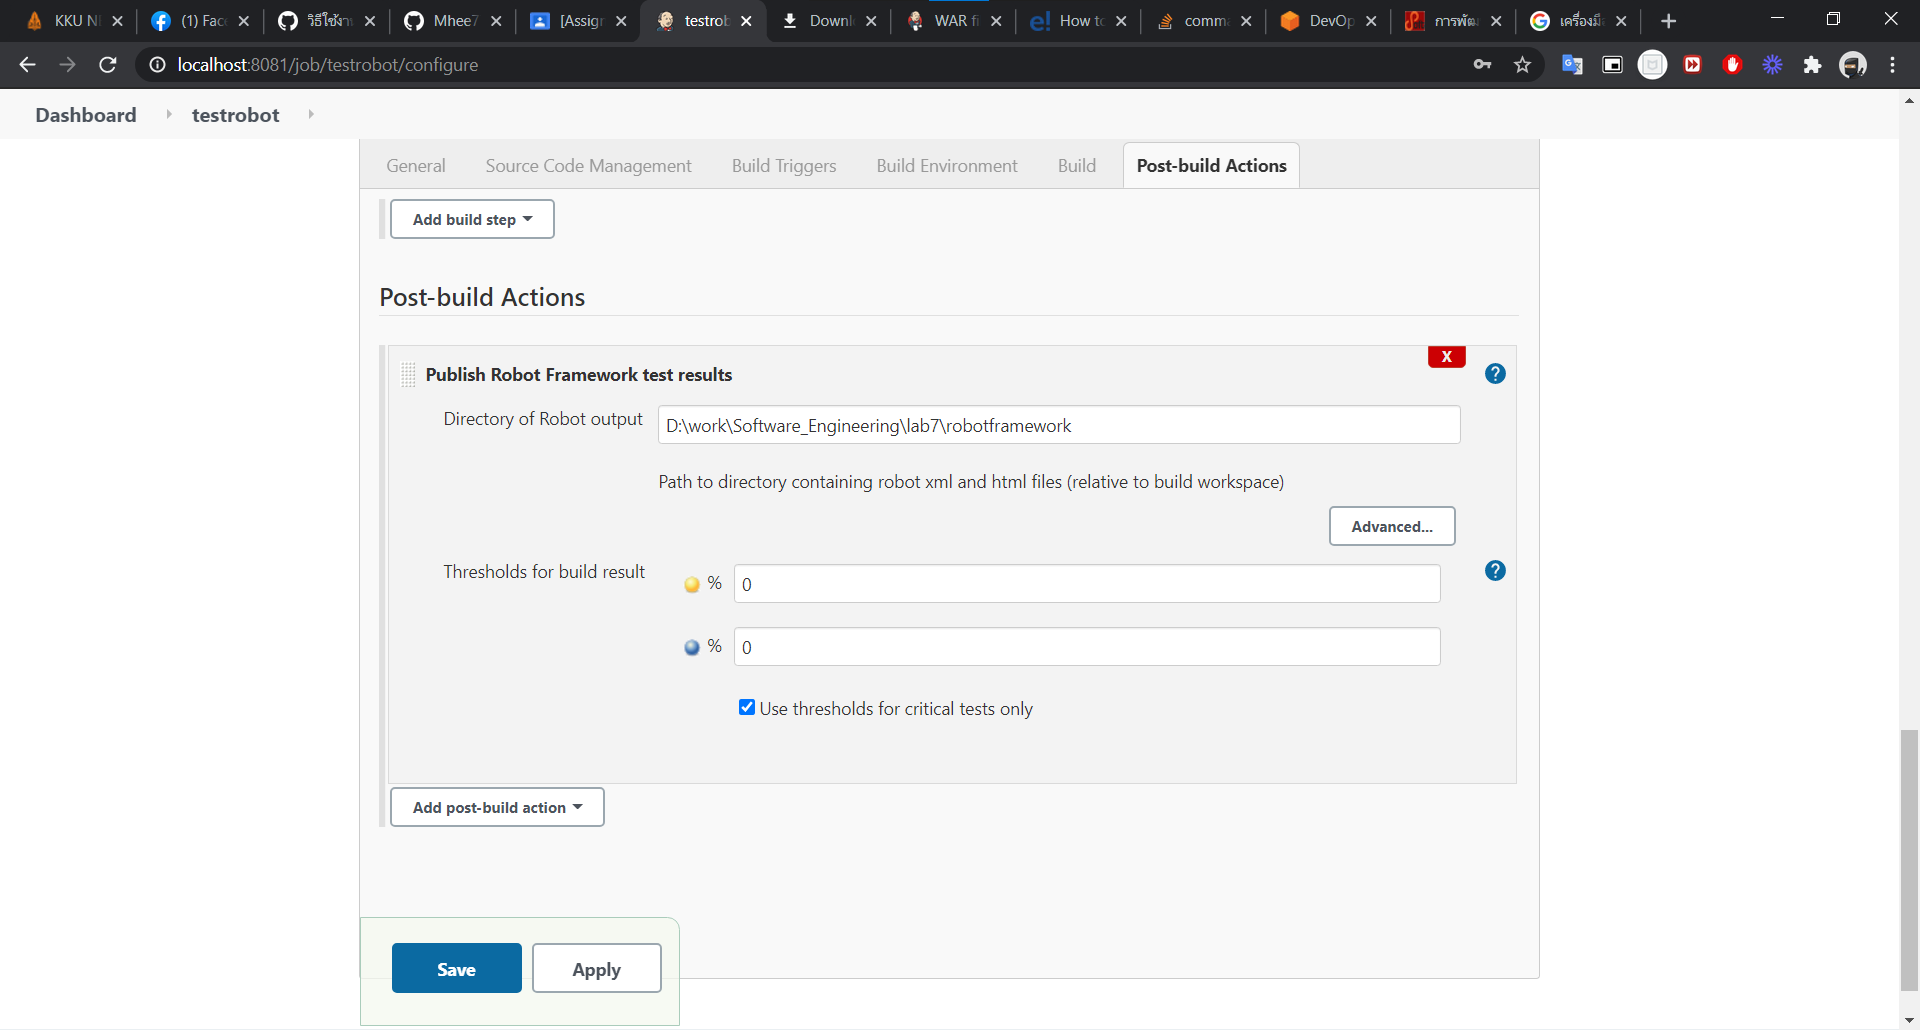 KKU N
(1) Fac
วิธีใช้งา
Mhee7
[Assigr
testrob
Downl
WAR fi
How to
comma
DevOp
การพัฒ
เครื่องมื
localhost:8081/job/testrobot/configure
Dashboard
testrobot
General
Source Code Management
Build Triggers
Build Environment
Build
Post-build Actions
Add build step
Post-build Actions
X
Publish Robot Framework test results
?
Directory of Robot output
D:\work\Software_Engineering\lab7\robotframework
Path to directory containing robot xml and html files (relative to build workspace)
Advanced...
Thresholds for build result
% 0
?
% 0
Use thresholds for critical tests only
Add post-build action
Save
Apply